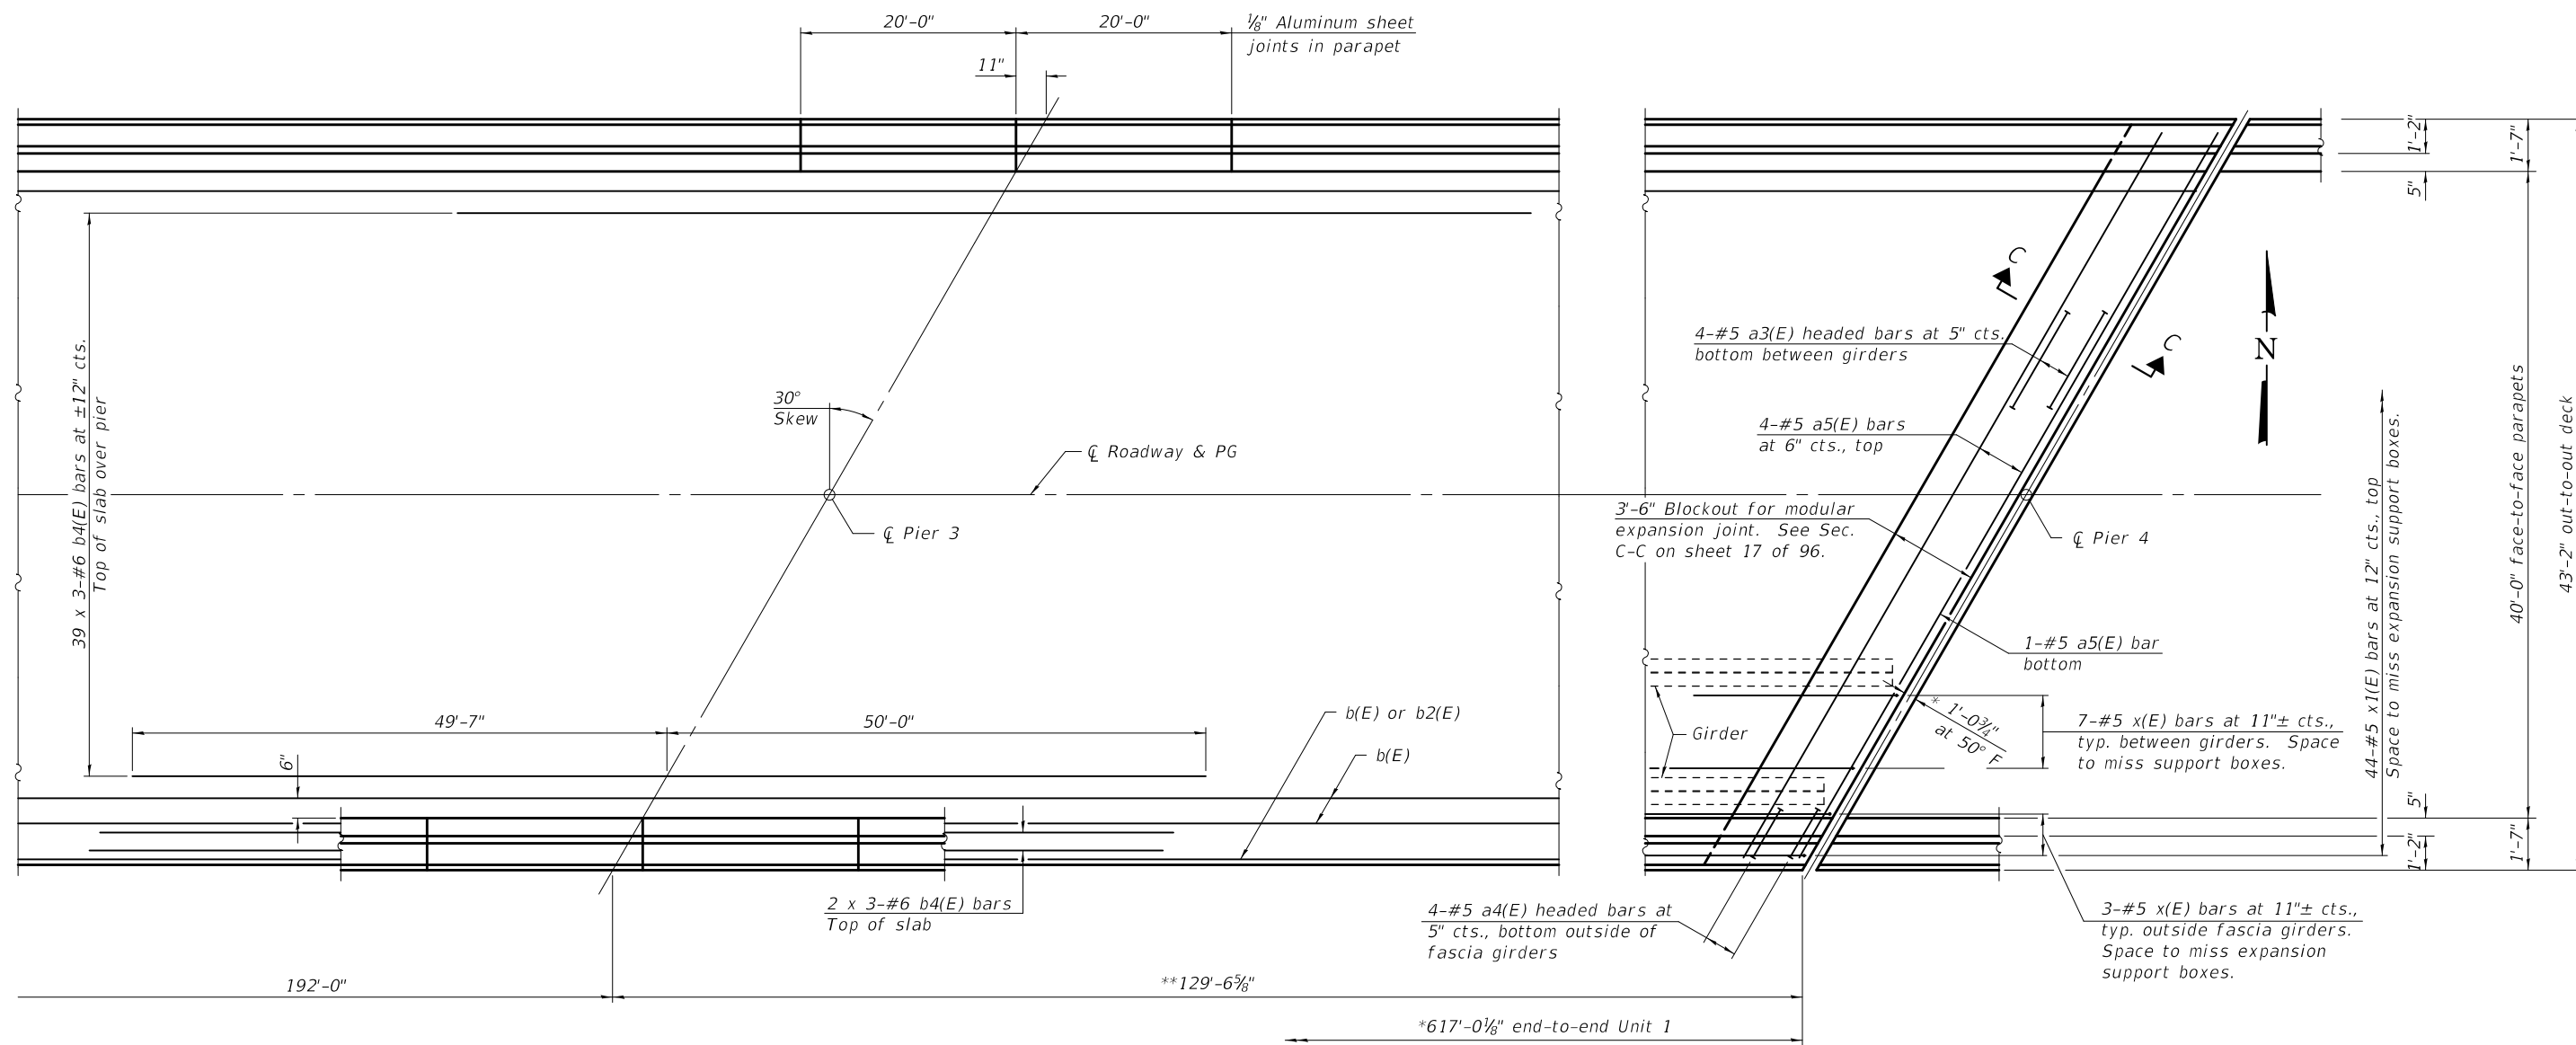 20'-0"
20'-0"
⅛" Aluminum sheet
joints in parapet
11"
1'-2"
1'-7"
5"
39 x 3-#6 b4(E) bars at ±12" cts.
Top of slab over pier
30°
Skew
℄ Roadway & PG
℄ Pier 3
C
C
N
4-#5 a3(E) headed bars at 5" cts.
bottom between girders
4-#5 a5(E) bars
at 6" cts., top
3'-6" Blockout for modular
expansion joint. See Sec.
C-C on sheet 17 of 96.
℄ Pier 4
1-#5 a5(E) bar
bottom
44-#5 x1(E) bars at 12" cts., top
Space to miss expansion support boxes.
40'-0" face-to-face parapets
43'-2" out-to-out deck
49'-7"
50'-0"
6"
b(E) or b2(E)
b(E)
Girder
* 1'-0¾"
at 50° F
7-#5 x(E) bars at 11"± cts.,
typ. between girders. Space
to miss support boxes.
5"
1'-2"
1'-7"
2 x 3-#6 b4(E) bars
Top of slab
4-#5 a4(E) headed bars at
5" cts., bottom outside of
fascia girders
3-#5 x(E) bars at 11"± cts.,
typ. outside fascia girders.
Space to miss expansion
support boxes.
192'-0"
**129'-6⅝"
*617'-0⅛" end-to-end Unit 1